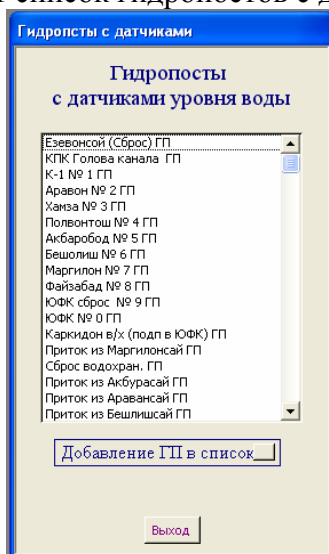 список гидропостов с д
Гидропсты с датчиками
Гидропосты
с датчиками уровня воды
Езевонсой (Сброс) ГП
КПК Голова канала ГП
К-1 № 1 ГП
Аравон № 2 ГП
Хамза № 3 ГП
Полвонтош № 4 ГП
Акбаробод № 5 ГП
Бешолиш № 6 ГП
Маргилон № 7 ГП
Файзабад № 8 ГП
ЮФК сброс № 9 ГП
ЮФК № 0 ГП
Каркидон в/х (подп в ЮФК) ГП
Приток из Маргилонсай ГП
Сброс водохран. ГП
Приток из Акбурасай ГП
Приток из Аравансай ГП
Приток из Бешлишсай ГП
Добавление ГП в список
Выход